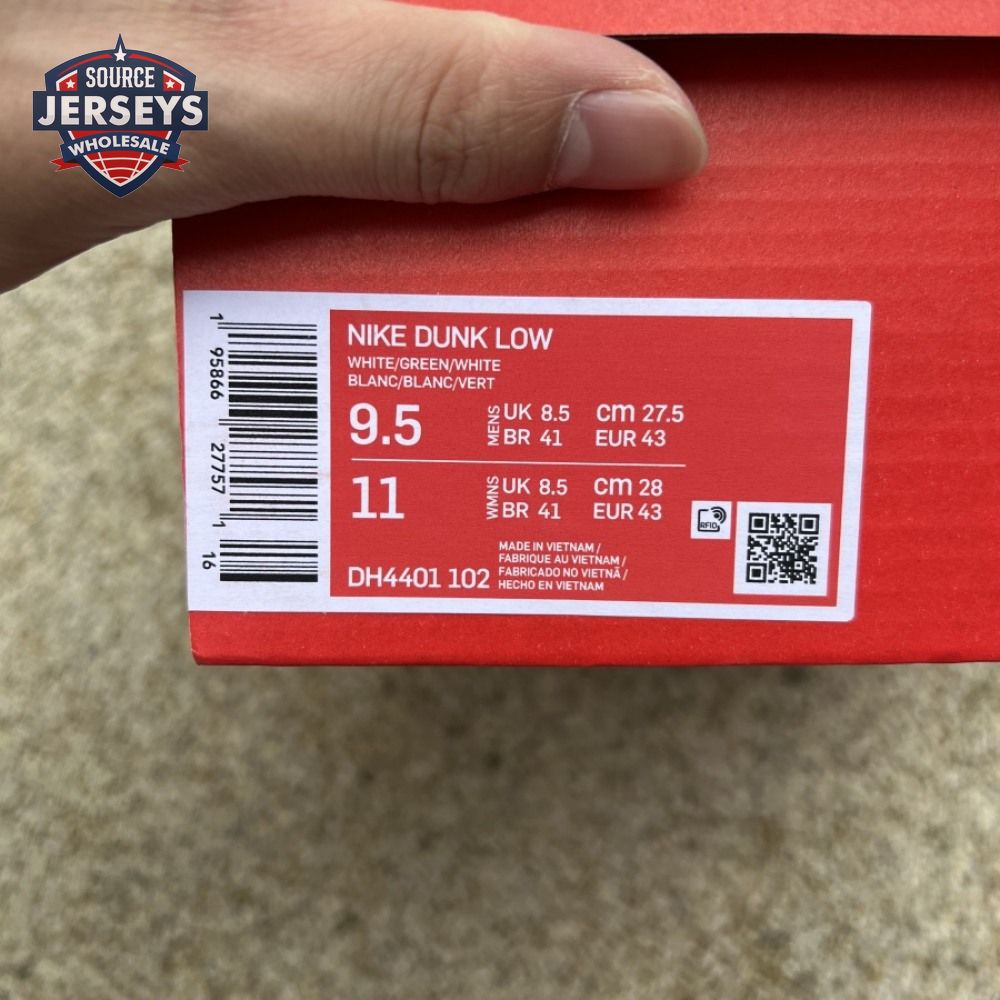 SOURCE
JERSEYS
WHOLESALE
NIKE DUNK LOW
WHITE/GREEN/WHITE
BLANC/BLANC/VERT
9.5 MENS UK 8.5 cm 27.5
BR 41 EUR 43
11 WMNS UK 8.5 cm 28
BR 41 EUR 43
MADE IN VIETNAM /
FABRIQUE AU VIETNAM /
FABRICADO NO VIETNÃ /
HECHO EN VIETNAM
DH4401 102
RFID
1 95866 27757 1 16